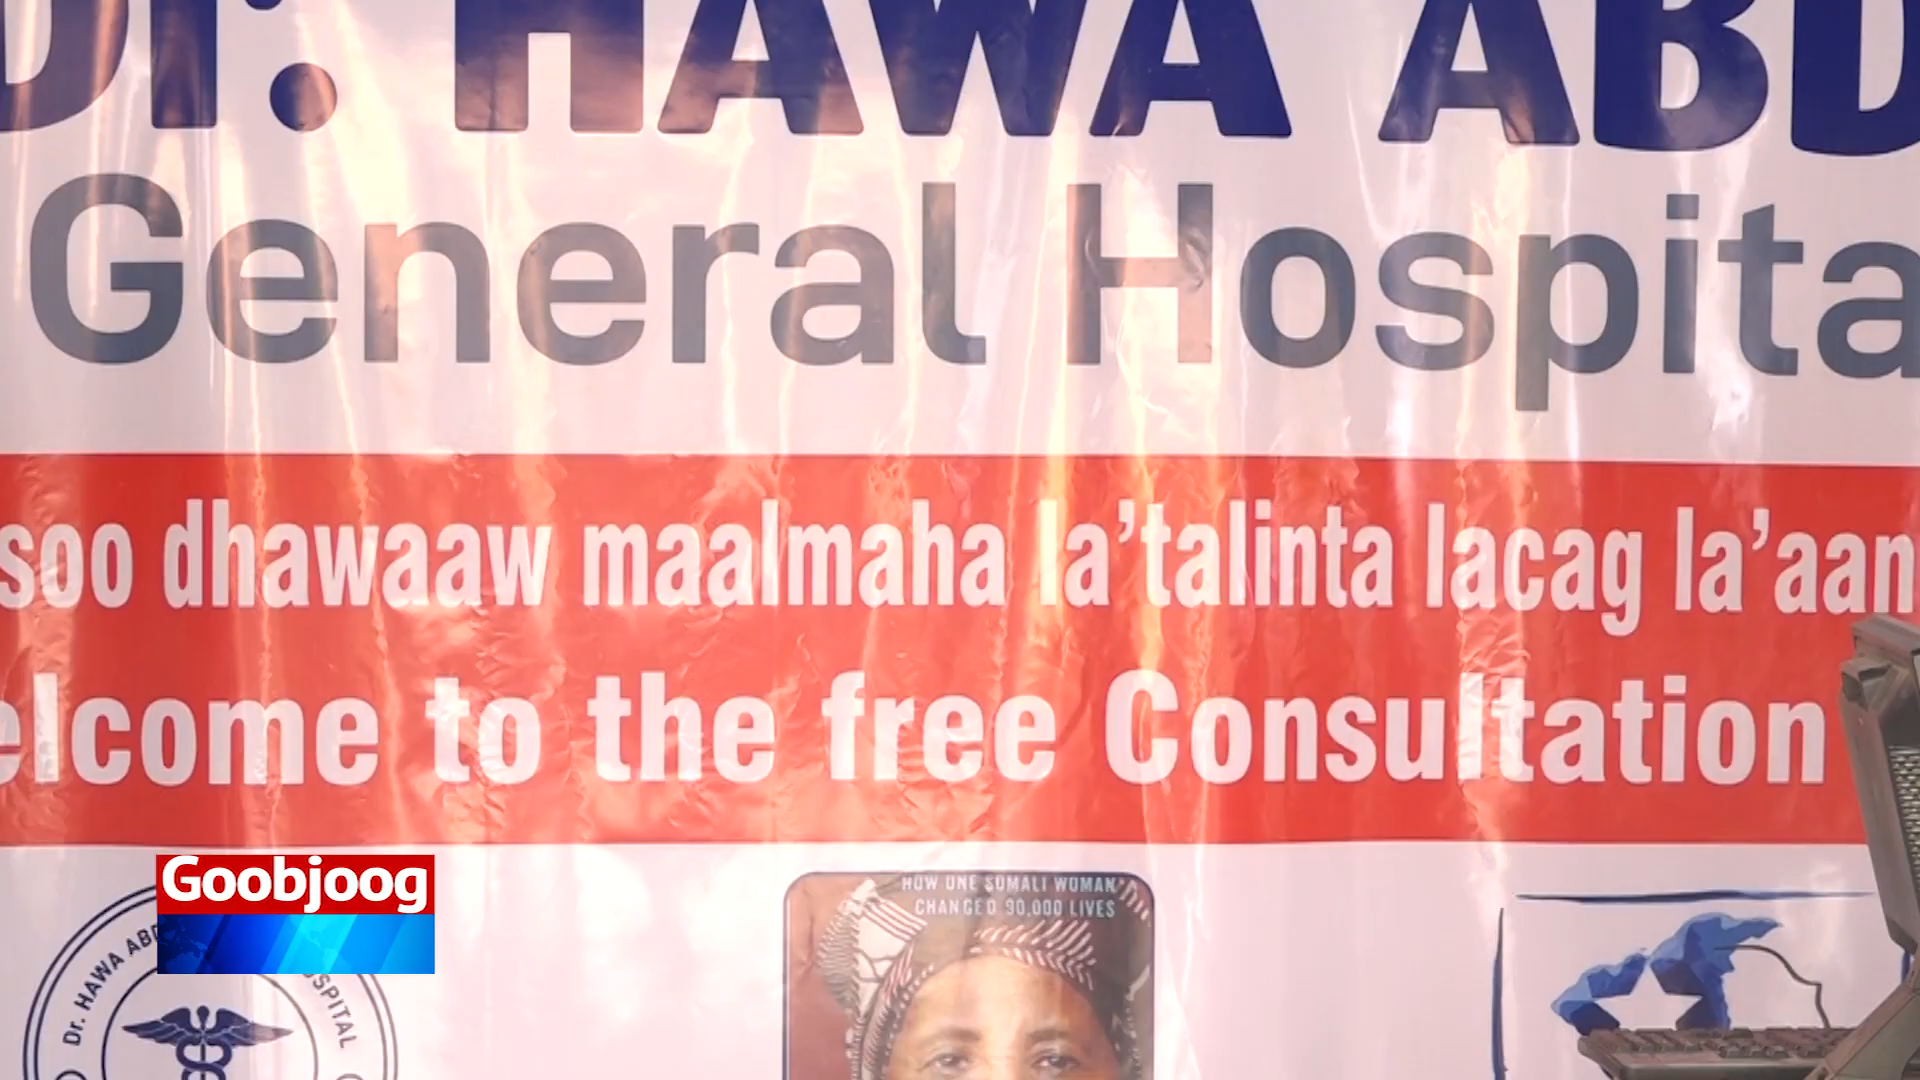 Dr. HAWA ABD
General Hospita
soo dhawaaw maalmaha la'talinta lacag la'aan
elcome to the free Consultation
Goobjoog
HOW ONE SOMALI WOMAN
CHANGED 90,000 LIVES
Dr. HAWA ABD
SPITAL